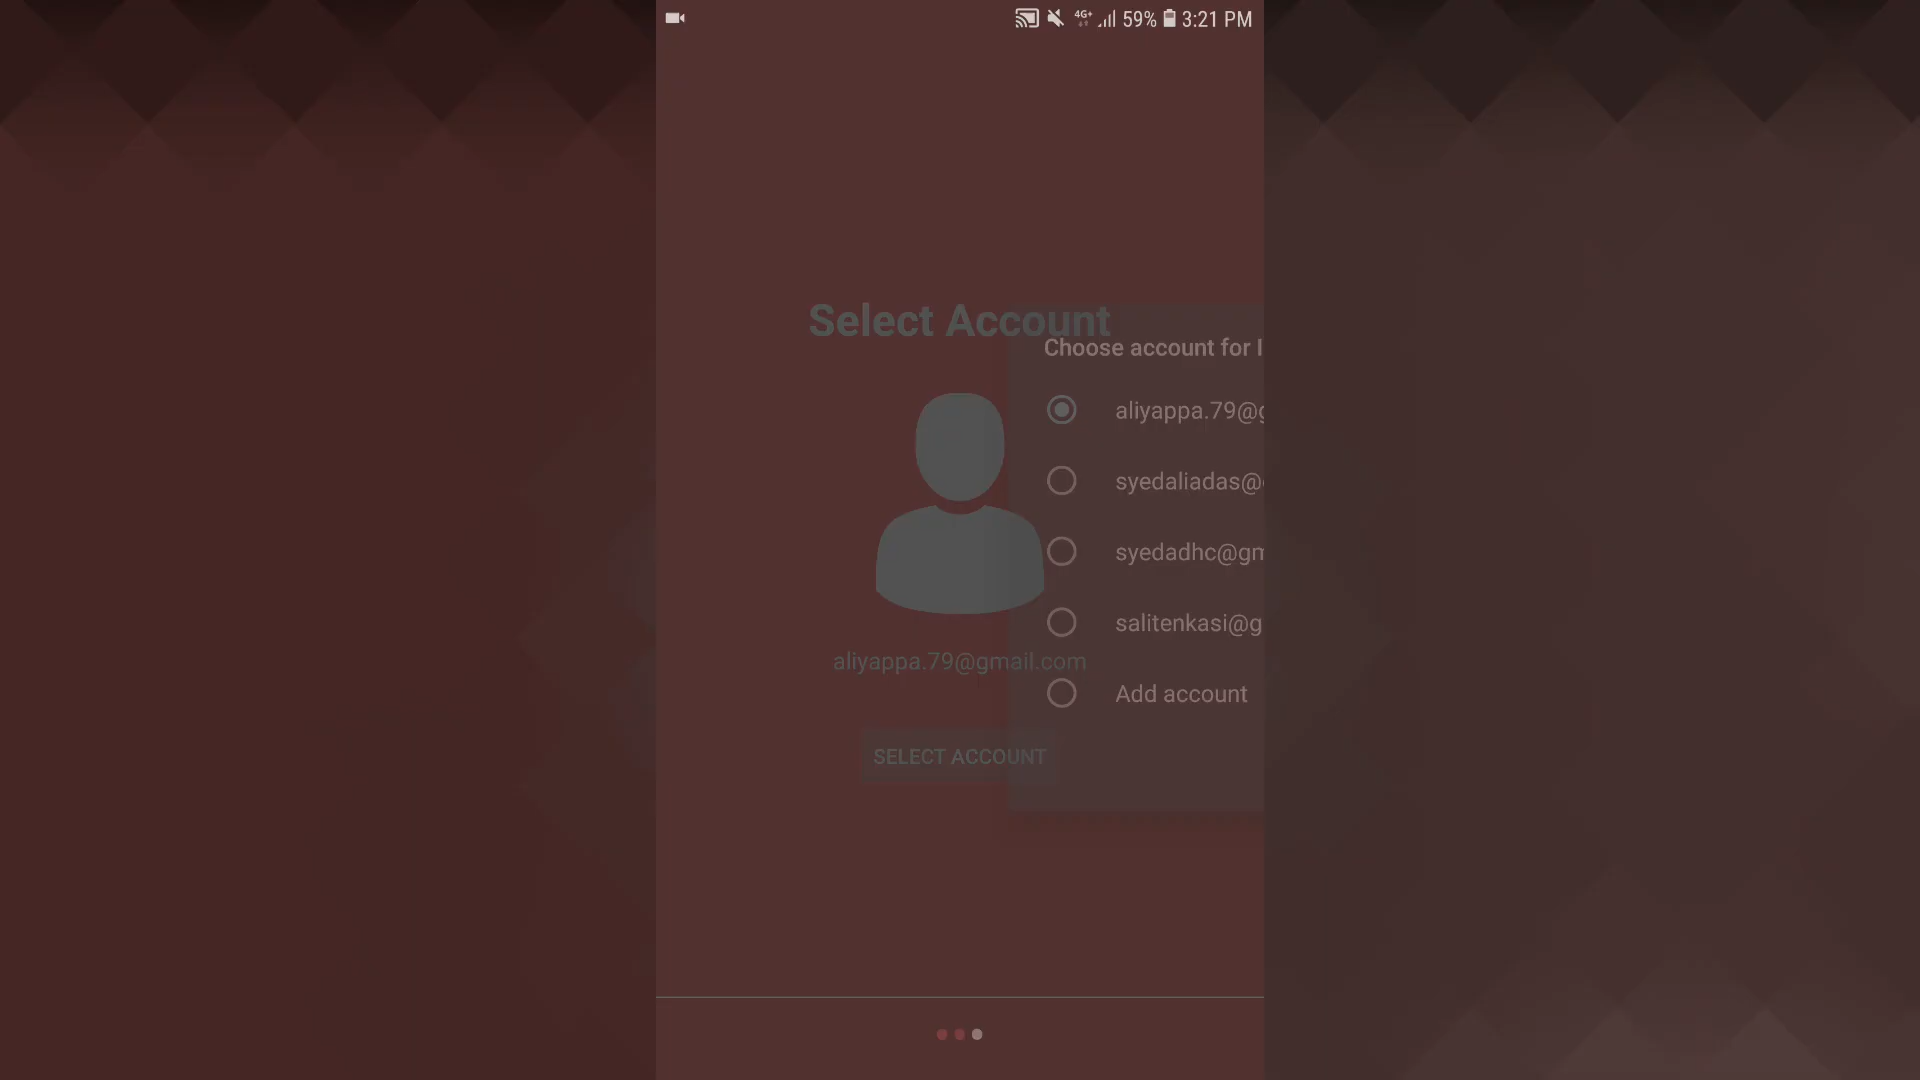 4G+ 59% 3:21 PM
Select Account
Choose account for
aliyappa.79@
syedaliadas@
syedadhc@gm
salitenkasi@g
aliyappa.79@gmail.com
Add account
SELECT ACCOUNT